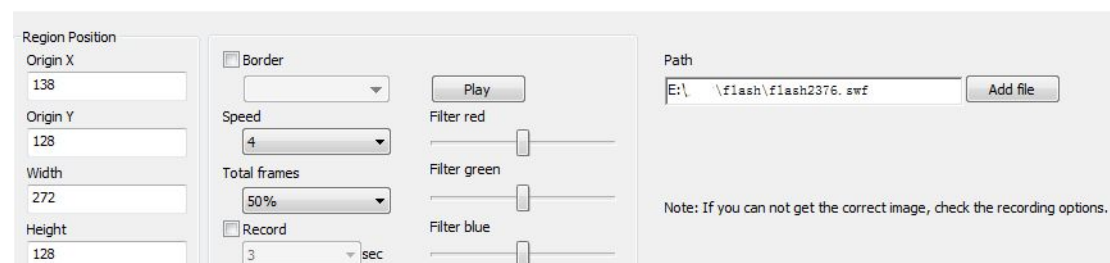 Region Position
Origin X
138
Origin Y
128
Width
272
Height
128
Border
Speed
4
Total frames
50%
Record
3 sec
Play
Filter red
Filter green
Filter blue
Path
E:\. \flash\flash2376.swf
Add file
Note: If you can not get the correct image, check the recording options.